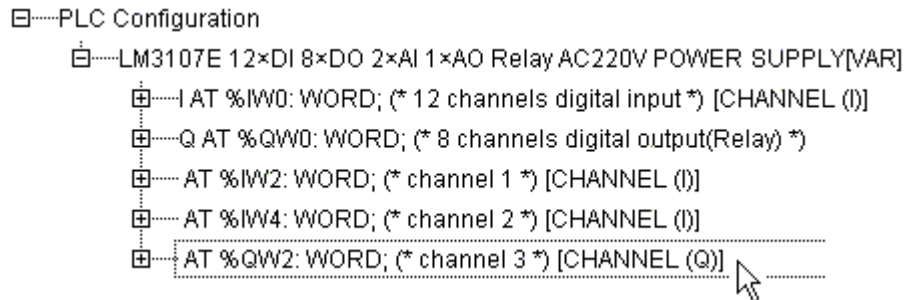 PLC Configuration
LM3107E 12×DI 8×DO 2×AI 1×AO Relay AC220V POWER SUPPLY[VAR]
I AT %IW0: WORD; (* 12 channels digital input *) [CHANNEL (I)]
Q AT %QW0: WORD; (* 8 channels digital output(Relay) *)
AT %IW2: WORD; (* channel 1 *) [CHANNEL (I)]
AT %IW4: WORD; (* channel 2 *) [CHANNEL (I)]
AT %QW2: WORD; (* channel 3 *) [CHANNEL (Q)]